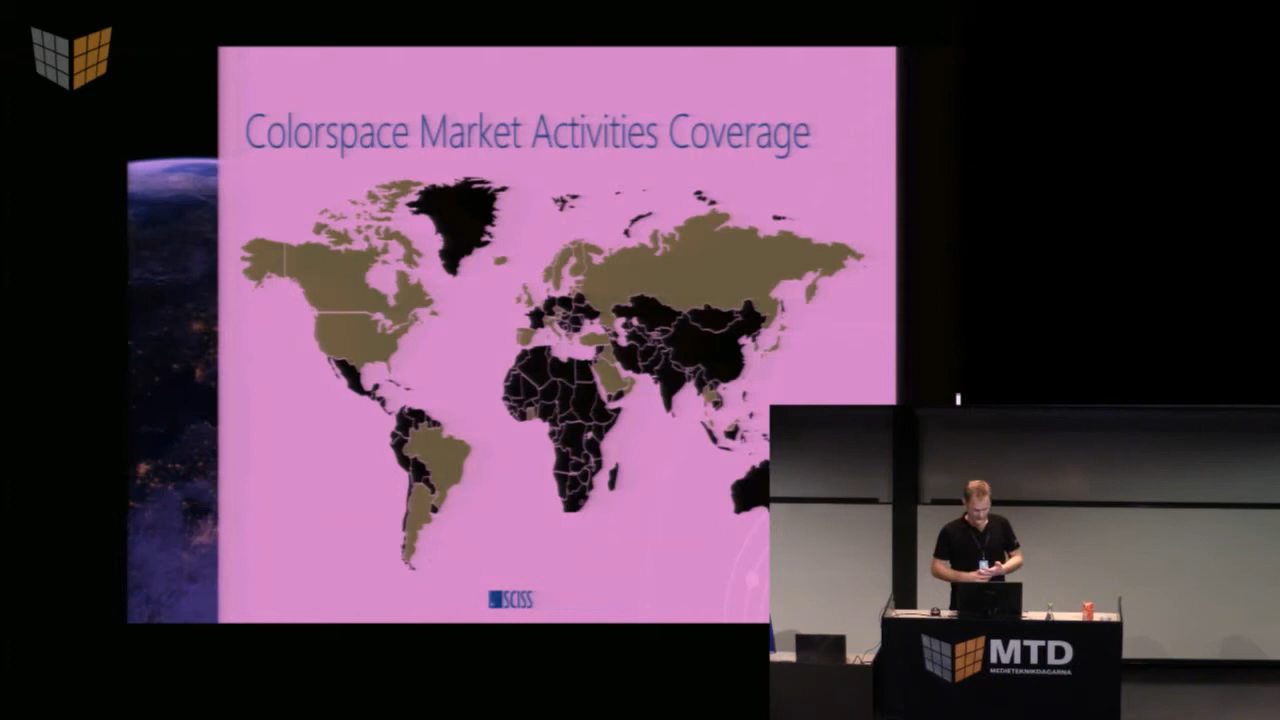 Colorspace Market Activities Coverage
SCISS
MTD
MEDIETEKNIKDAGARNA